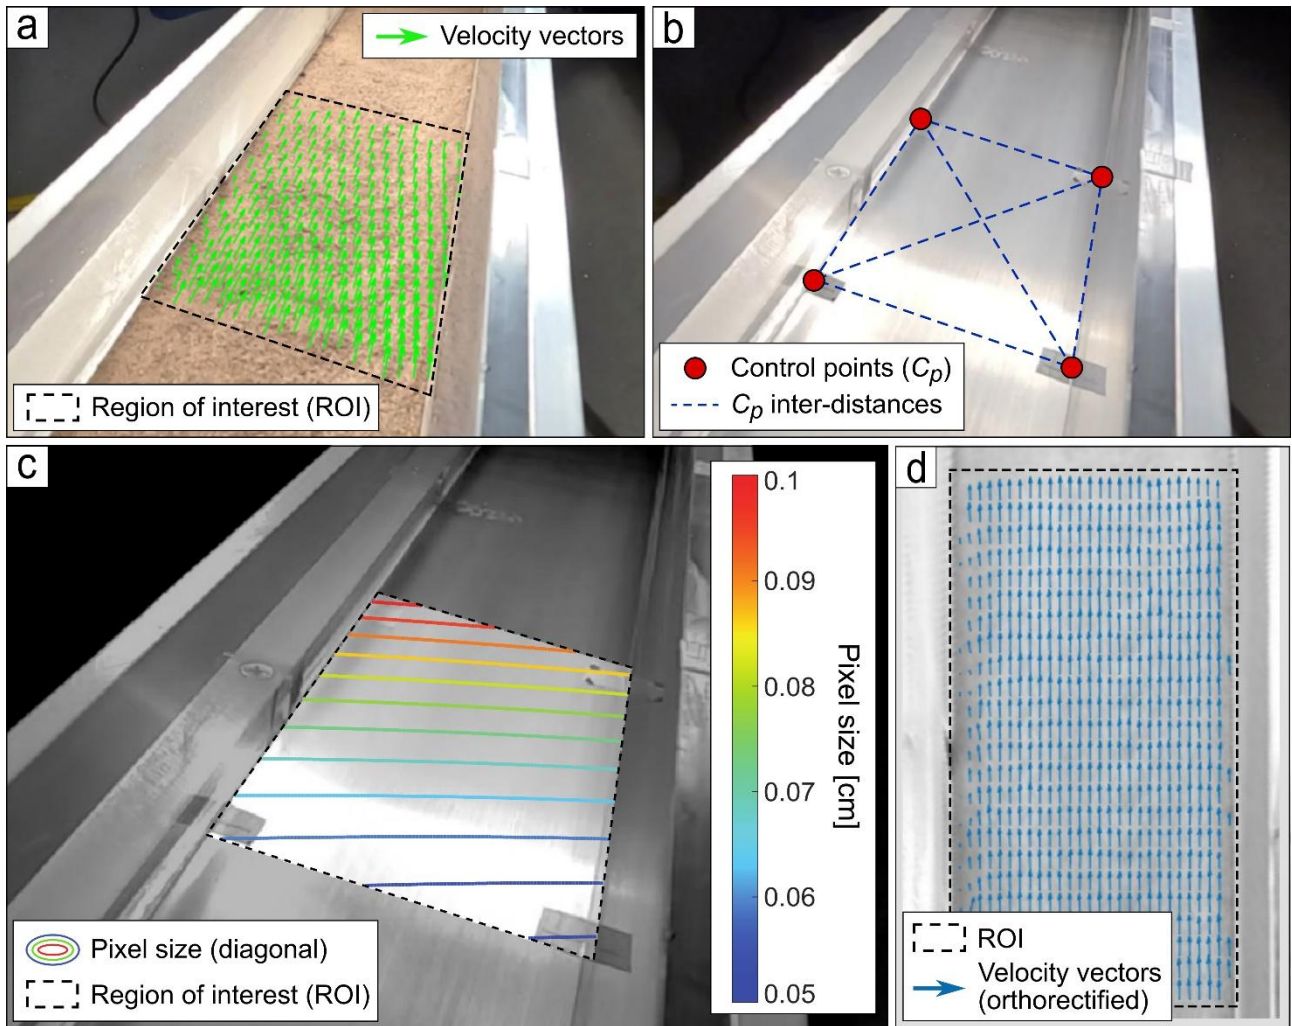 a
Velocity vectors
Region of interest (ROI)
b
Control points (Cp)
Cp inter-distances
c
0.1
0.09
0.08
0.07
0.06
0.05
Pixel size [cm]
Pixel size (diagonal)
Region of interest (ROI)
d
ROI
Velocity vectors
(orthorectified)